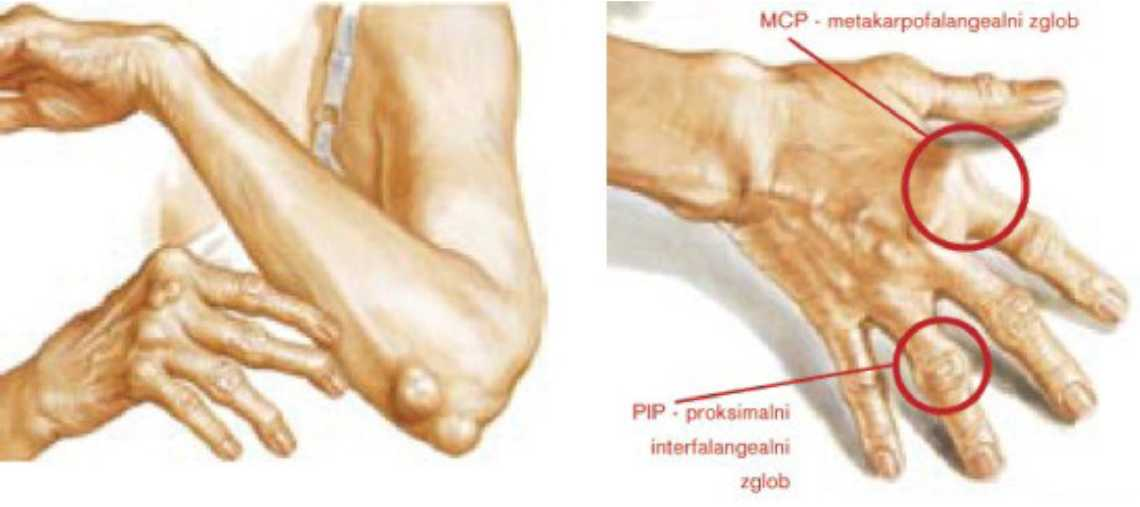 MCP - metakarpofalangealni zglob
PIP - proksimalni
interfalangealni
zglob